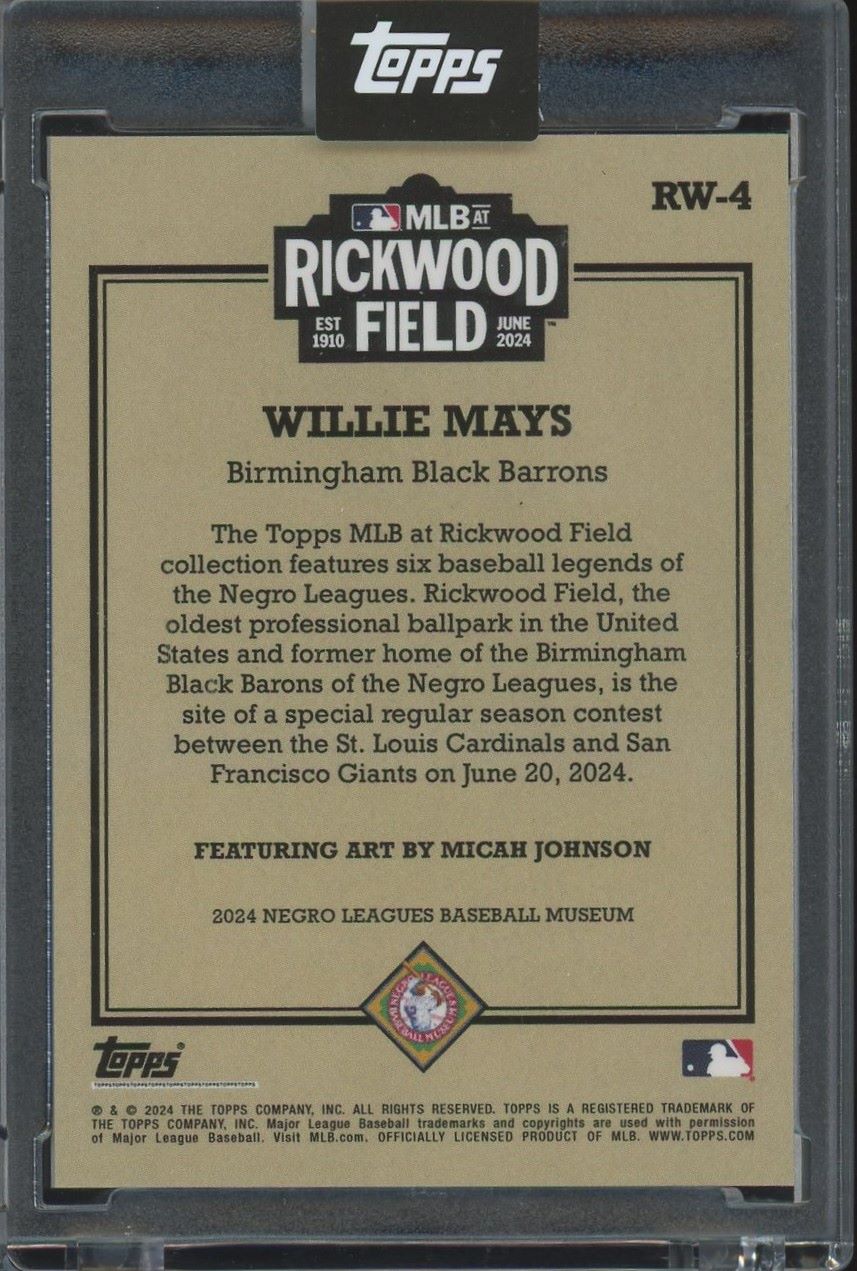 Topps
RW-4
MLB AT
RICKWOOD
EST 1910 FIELD JUNE 2024 ™
WILLIE MAYS
Birmingham Black Barrons
The Topps MLB at Rickwood Field
collection features six baseball legends of
the Negro Leagues. Rickwood Field, the
oldest professional ballpark in the United
States and former home of the Birmingham
Black Barons of the Negro Leagues, is the
site of a special regular season contest
between the St. Louis Cardinals and San
Francisco Giants on June 20, 2024.
FEATURING ART BY MICAH JOHNSON
2024 NEGRO LEAGUES BASEBALL MUSEUM
NEGRO LEAGUES
BASEBALL MUSEUM
Topps®
TOPPSTOPPSTOPPSTOPPSTOPPSTOPPSTOPPSTOPPSTOPPS
® & © 2024 THE TOPPS COMPANY, INC. ALL RIGHTS RESERVED. TOPPS IS A REGISTERED TRADEMARK OF
THE TOPPS COMPANY, INC. Major League Baseball trademarks and copyrights are used with permission
of Major League Baseball. Visit MLB.com. OFFICIALLY LICENSED PRODUCT OF MLB. WWW.TOPPS.COM